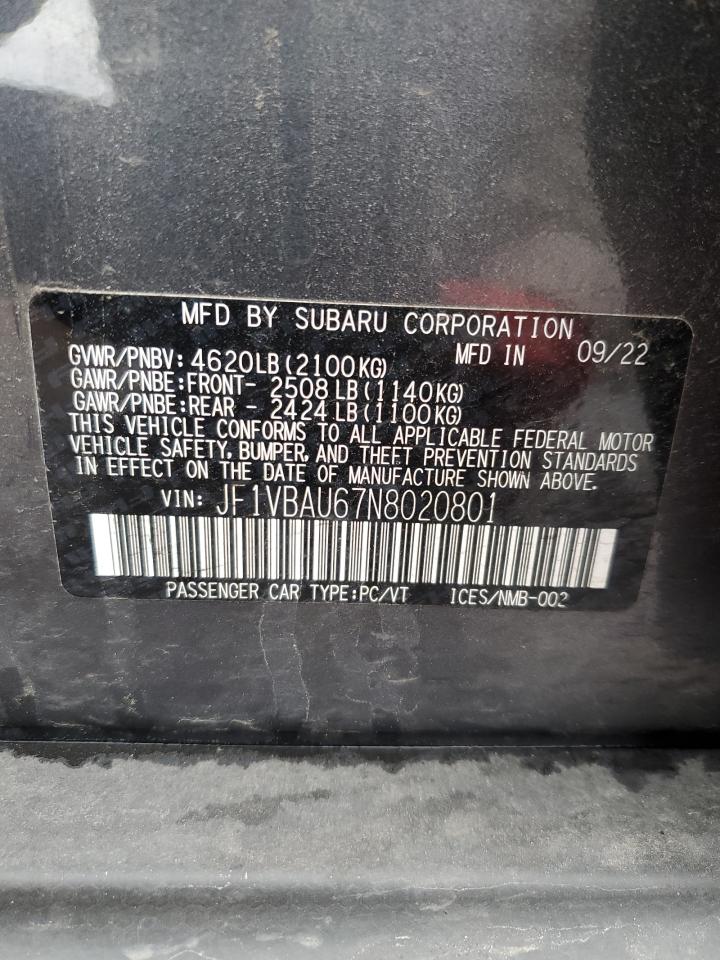 MFD BY SUBARU CORPORATION
GVWR/PNBV: 4620LB(2100KG) MFD IN 09/22
GAWR/PNBE:FRONT- 2508 LB(1140KG)
GAWR/PNBE:REAR - 2424 LB(1100KG)
THIS VEHICLE CONFORMS TO ALL APPLICABLE FEDERAL MOTOR
VEHICLE SAFETY, BUMPER, AND THEFT PREVENTION STANDARDS
IN EFFECT ON THE DATE OF MANUFACTURE SHOWN ABOVE.
VIN: JF1VBAU67N8020801
PASSENGER CAR TYPE:PC/VT ICES/NMB-002